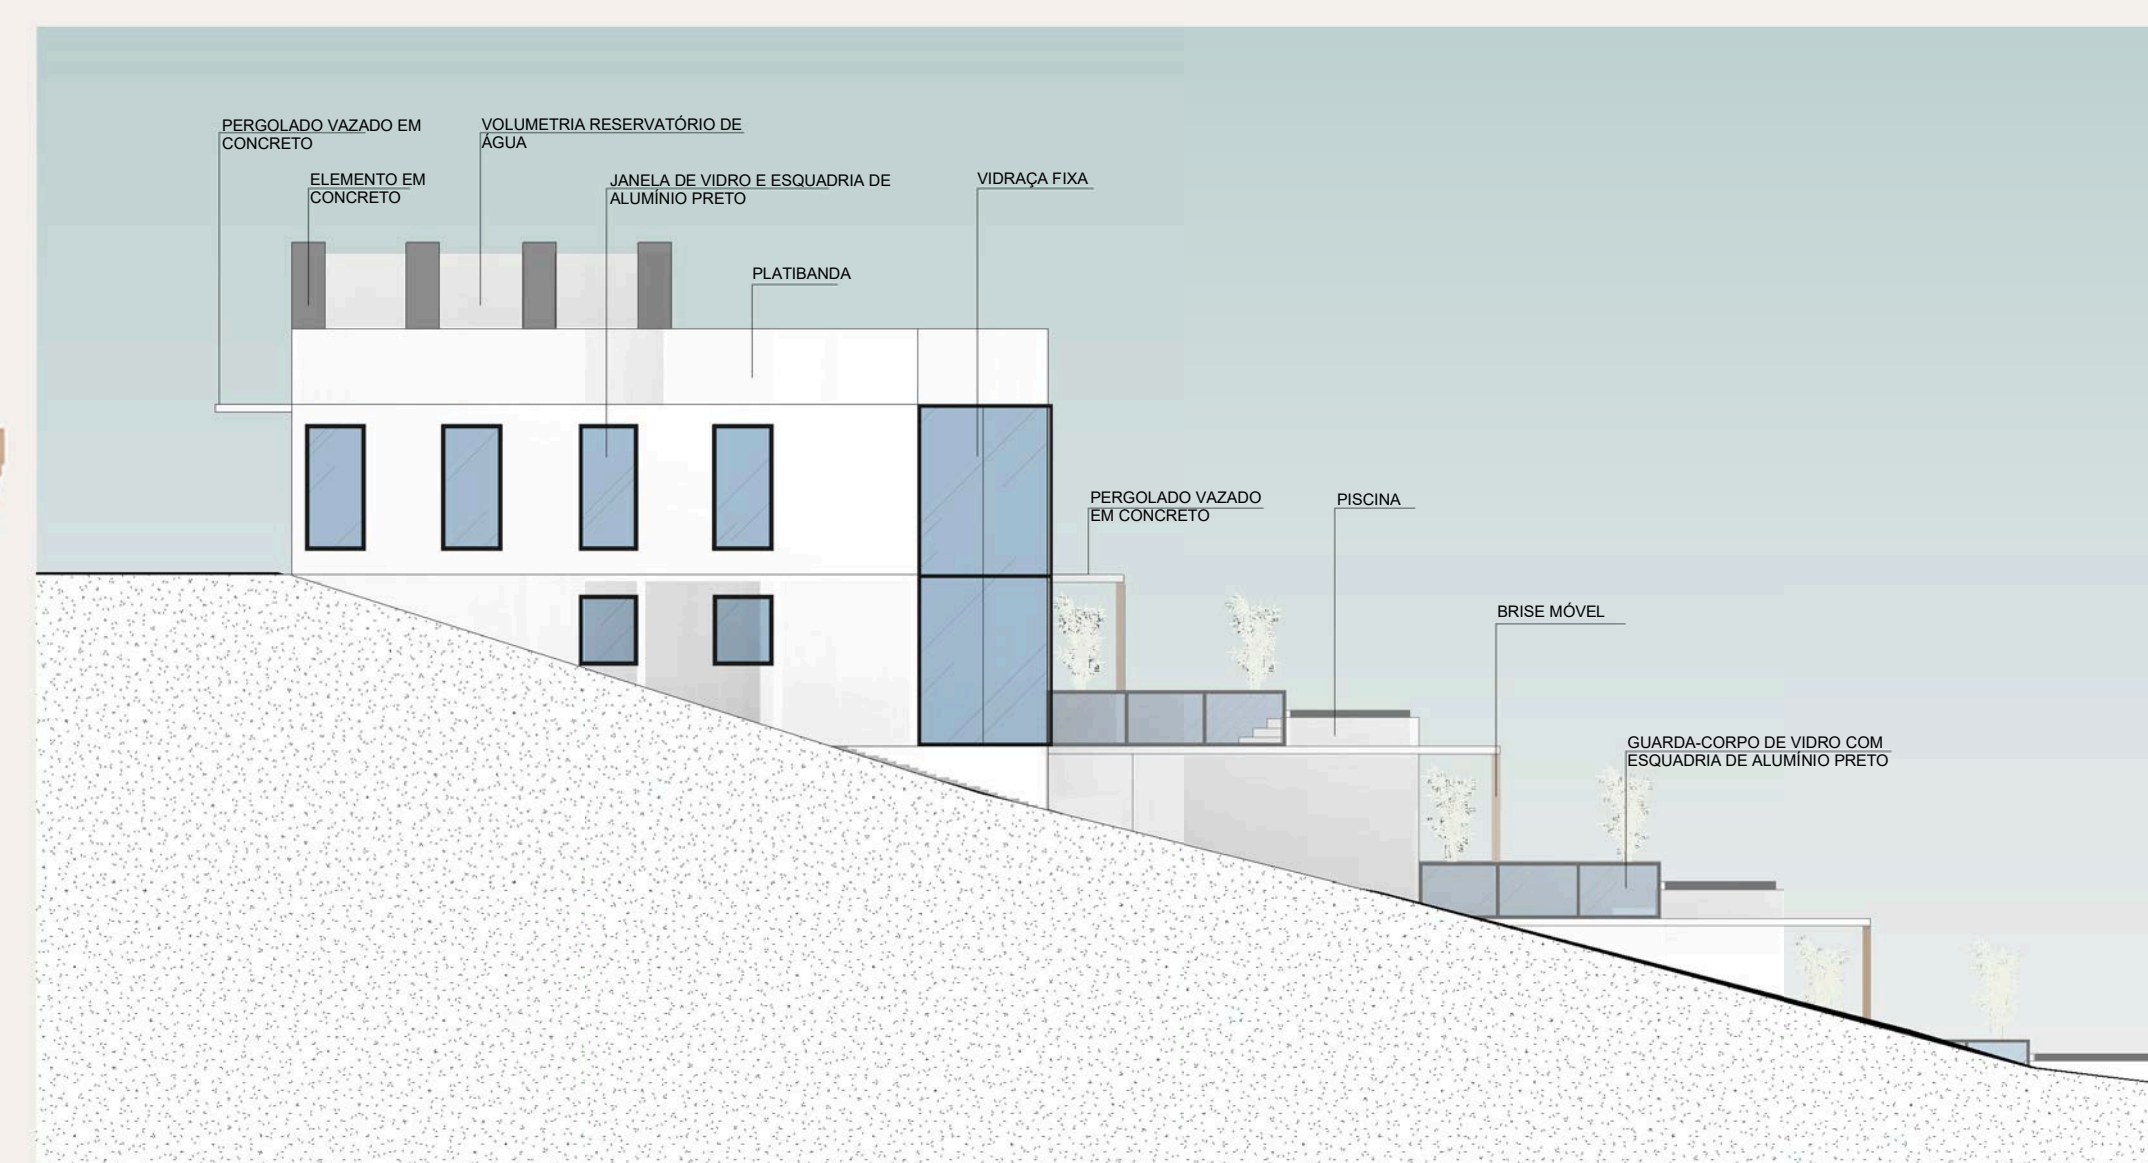 PERGOLADO VAZADO EM
CONCRETO
VOLUMETRIA RESERVATÓRIO DE
ÁGUA
ELEMENTO EM
CONCRETO
JANELA DE VIDRO E ESQUADRIA DE
ALUMÍNIO PRETO
VIDRAÇA FIXA
PLATIBANDA
PERGOLADO VAZADO
EM CONCRETO
PISCINA
BRISE MÓVEL
GUARDA-CORPO DE VIDRO COM
ESQUADRIA DE ALUMÍNIO PRETO